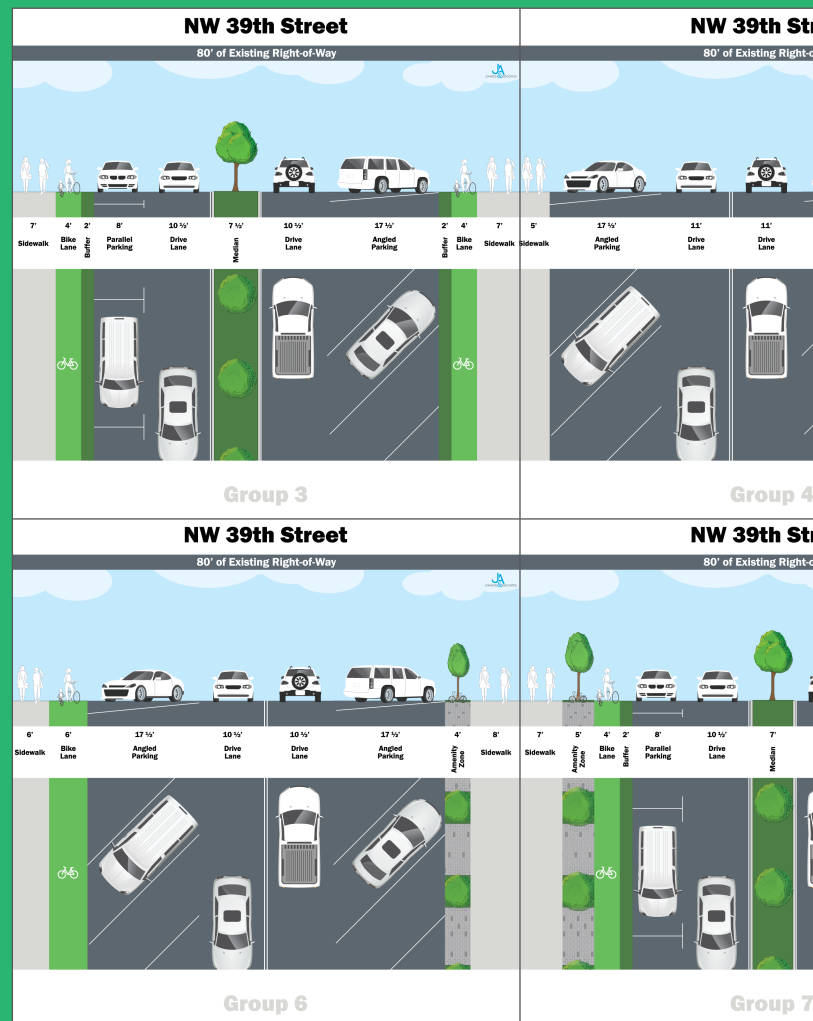 NW 39th Street
80' of Existing Right-of-Way
7' 4' 2' 8' 10 ½' 7 ½' 10 ½' 17 ½' 2' 4' 7'
Sidewalk Bike Lane Buffer Parallel Parking Drive Lane Median Drive Lane Angled Parking Buffer Bike Lane Sidewalk
Group 3
NW 39th
80' of Existing
5' 17 ½' 11' 11'
Sidewalk Angled Parking Drive Lane Drive Lane
Group 4
NW 39th Street
80' of Existing Right-of-Way
6' 6' 17 ½' 10 ½' 10 ½' 17 ½' 4' 8'
Sidewalk Bike Lane Angled Parking Drive Lane Drive Lane Angled Parking Amenity Zone Sidewalk
Group 6
NW 39th
80' of Existing
7' 5' 4' 2' 8' 10 ½' 7'
Sidewalk Amenity Zone Bike Lane Buffer Parallel Parking Drive Lane Median
Group 7